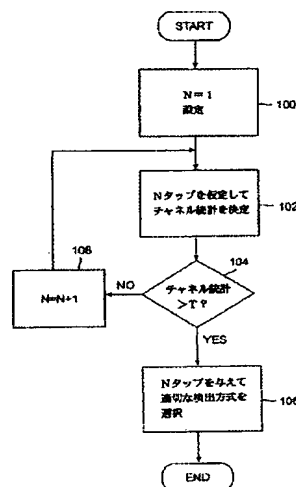 START
N=1
設定
100
Nタップを仮定して
チャネル統計を決定
102
104
チャネル統計
>T?
NO
108
N=N+1
YES
Nタップを与えて
適切な検出方式を
選択
106
END